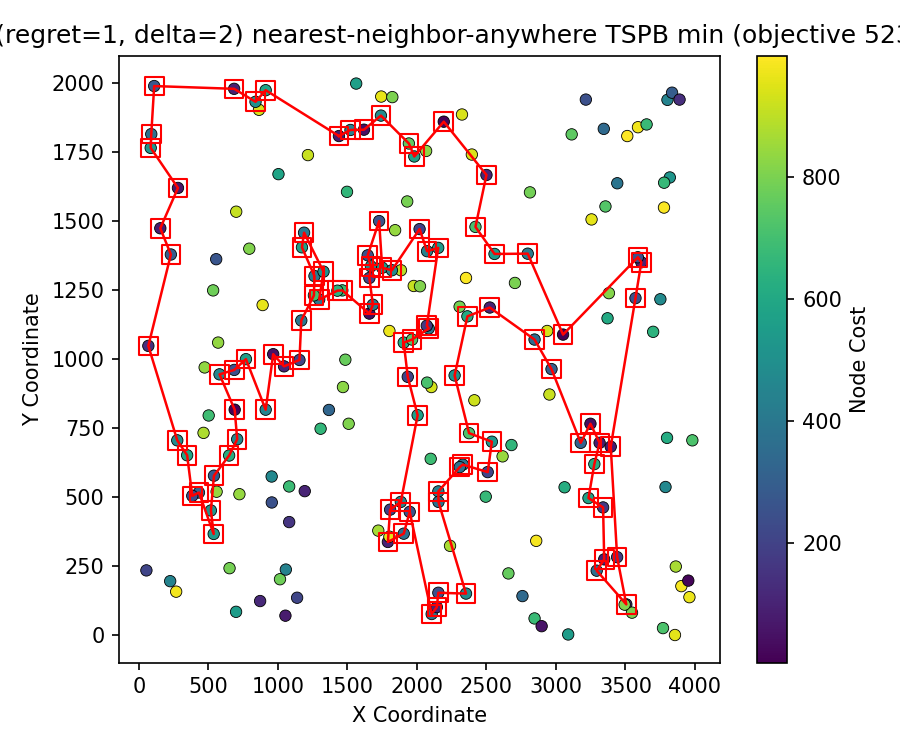 (regret=1, delta=2) nearest-neighbor-anywhere TSPB min (objective 523
2000
1750
1500
1250
1000
750
500
250
0
Y Coordinate
0 500 1000 1500 2000 2500 3000 3500 4000
X Coordinate
800
600
400
200
Node Cost